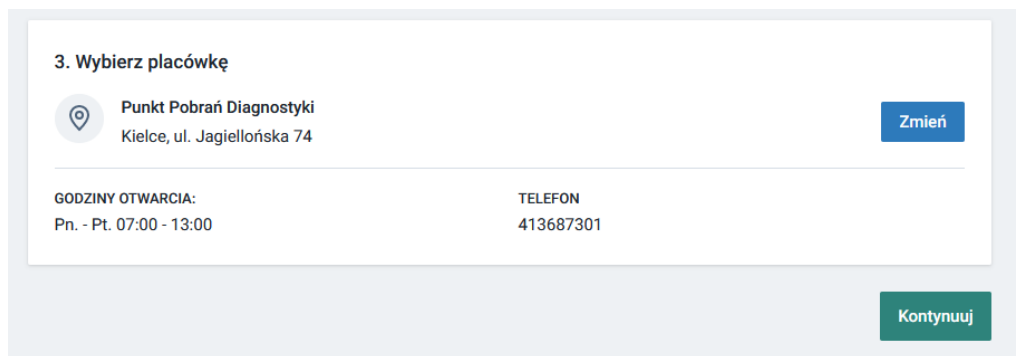 3. Wybierz placówkę
Punkt Pobrań Diagnostyki
Kielce, ul. Jagiellońska 74
Zmień
GODZINY OTWARCIA:
Pn. - Pt. 07:00 - 13:00
TELEFON
413687301
Kontynuuj